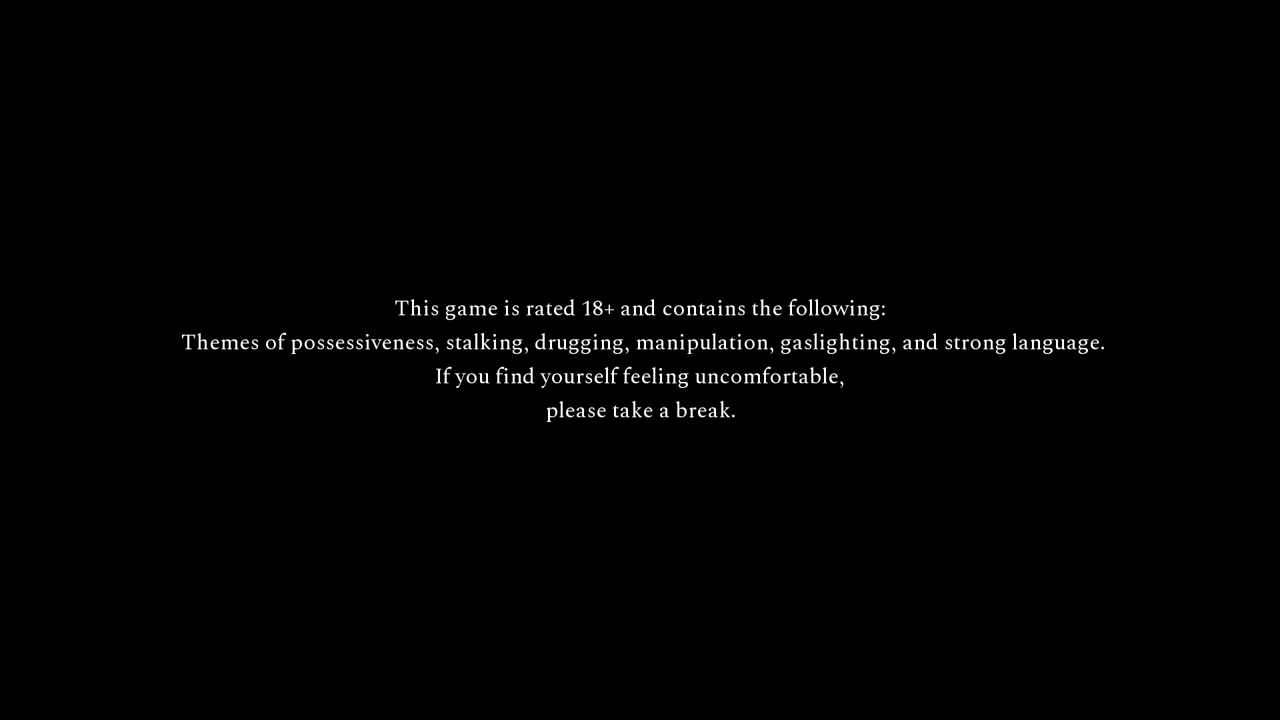 This game is rated 18+ and contains the following:
Themes of possessiveness, stalking, drugging, manipulation, gaslighting, and strong language.
If you find yourself feeling uncomfortable,
please take a break.